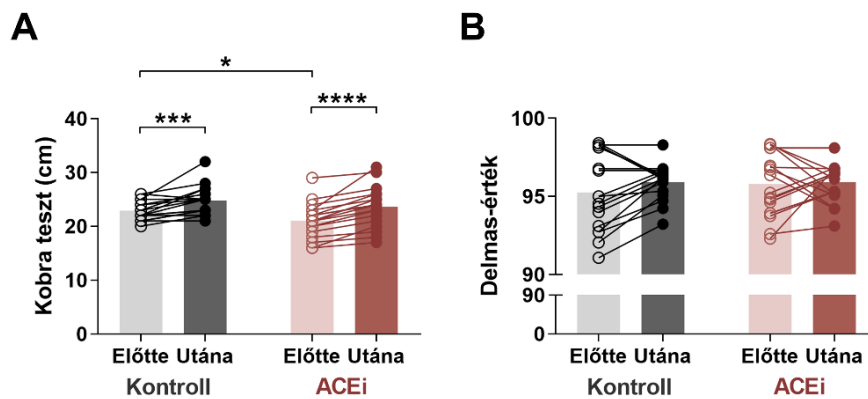 A
Kobra teszt (cm)
40
30
20
10
0
*
***
****
Előtte Utána Előtte Utána
Kontroll ACEi
B
Delmas-érték
100
95
90
90
0
Előtte Utána Előtte Utána
Kontroll ACEi